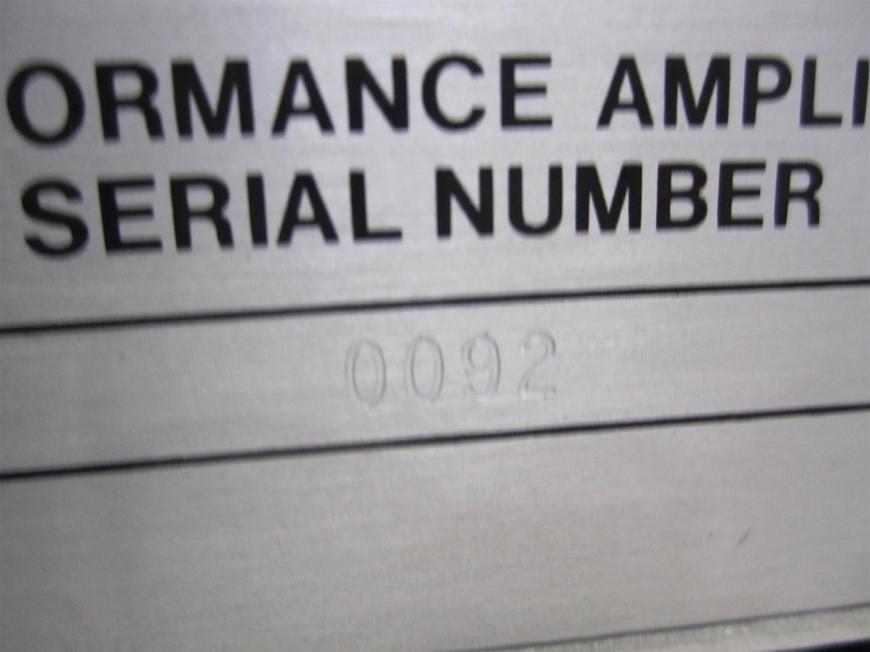 ORMANCE AMPLI
SERIAL NUMBER
0092